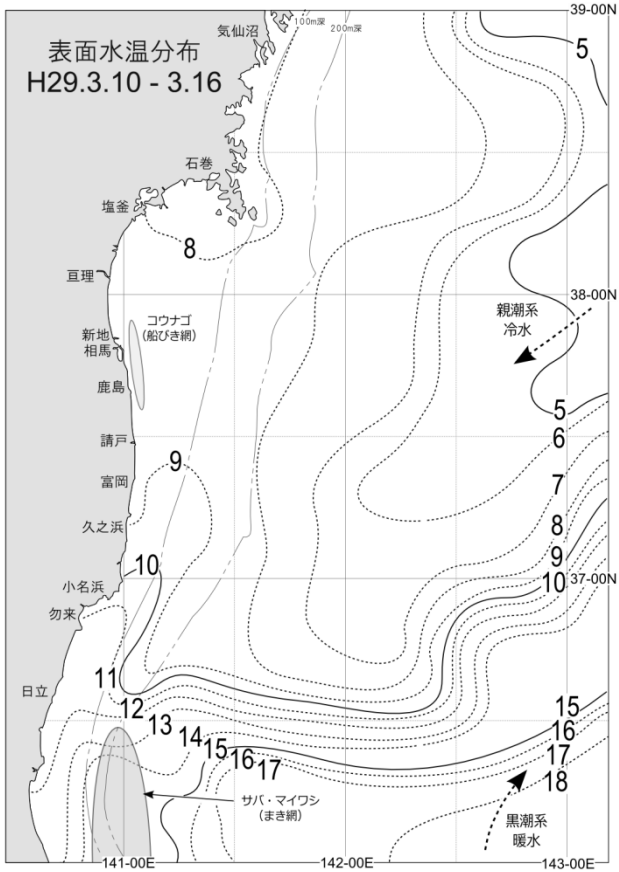 39-00N
気仙沼
100m深
200m深
表面水温分布
H29.3.10 - 3.16
5
石巻
塩釜
8
亘理
38-00N
コウナゴ
(船びき網)
親潮系
冷水
新地
相馬
鹿島
5
請戸
6
9
富岡
7
久之浜
8
9
10
10
小名浜
37-00N
勿来
11
日立
12
15
13
16
14
15
17
16
17
18
サバ・マイワシ
(まき網)
黒潮系
暖水
141-00E
142-00E
143-00E